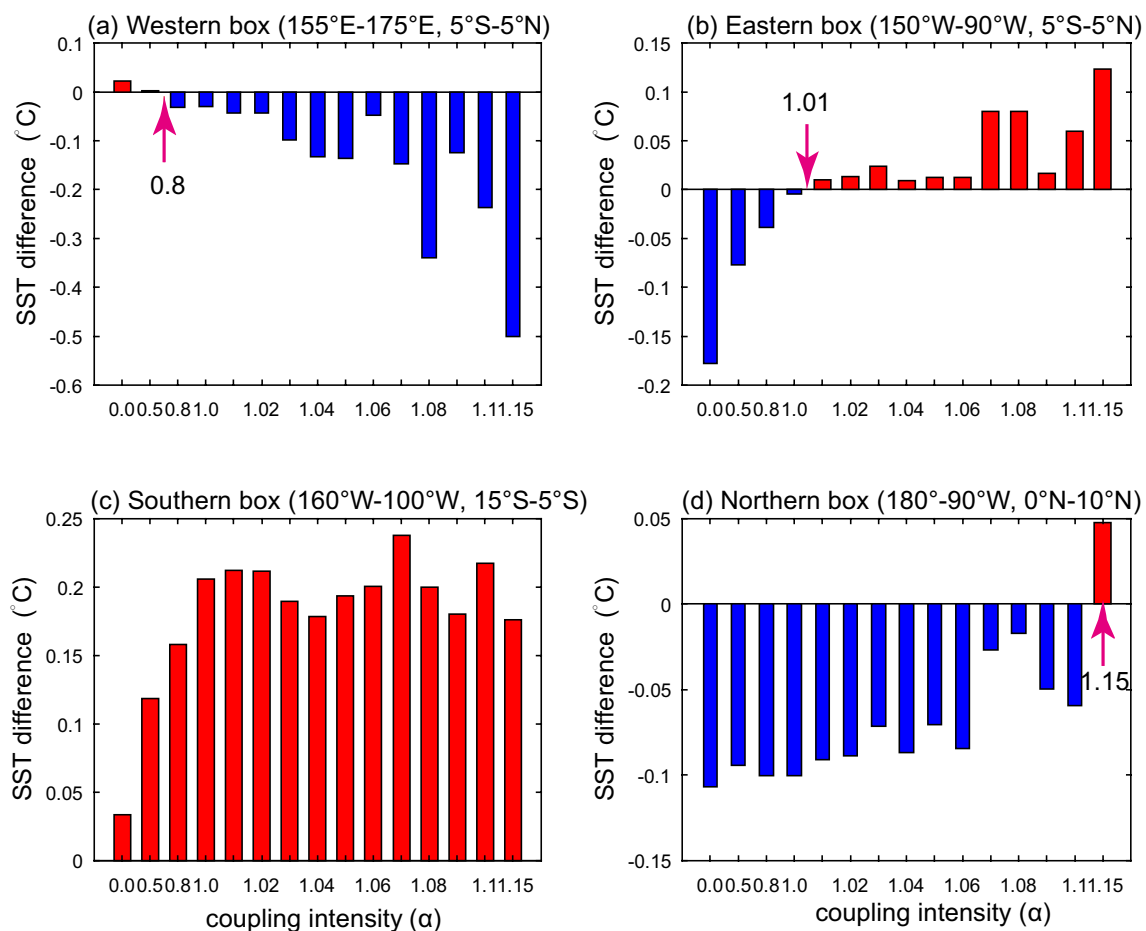 (a) Western box (155°E-175°E, 5°S-5°N)
SST difference (°C)
0.1
0
-0.1
-0.2
-0.3
-0.4
-0.5
-0.6
0.8
0.00.50.81.0 1.02 1.04 1.06 1.08 1.11.15
(b) Eastern box (150°W-90°W, 5°S-5°N)
SST difference (°C)
0.15
0.1
0.05
0
-0.05
-0.1
-0.15
-0.2
1.01
0.00.50.81.0 1.02 1.04 1.06 1.08 1.11.15
(c) Southern box (160°W-100°W, 15°S-5°S)
SST difference (°C)
0.25
0.2
0.15
0.1
0.05
0
0.00.50.81.0 1.02 1.04 1.06 1.08 1.11.15
coupling intensity (α)
(d) Northern box (180°-90°W, 0°N-10°N)
SST difference (°C)
0.05
0
-0.05
-0.1
-0.15
1.15
0.00.50.81.0 1.02 1.04 1.06 1.08 1.11.15
coupling intensity (α)